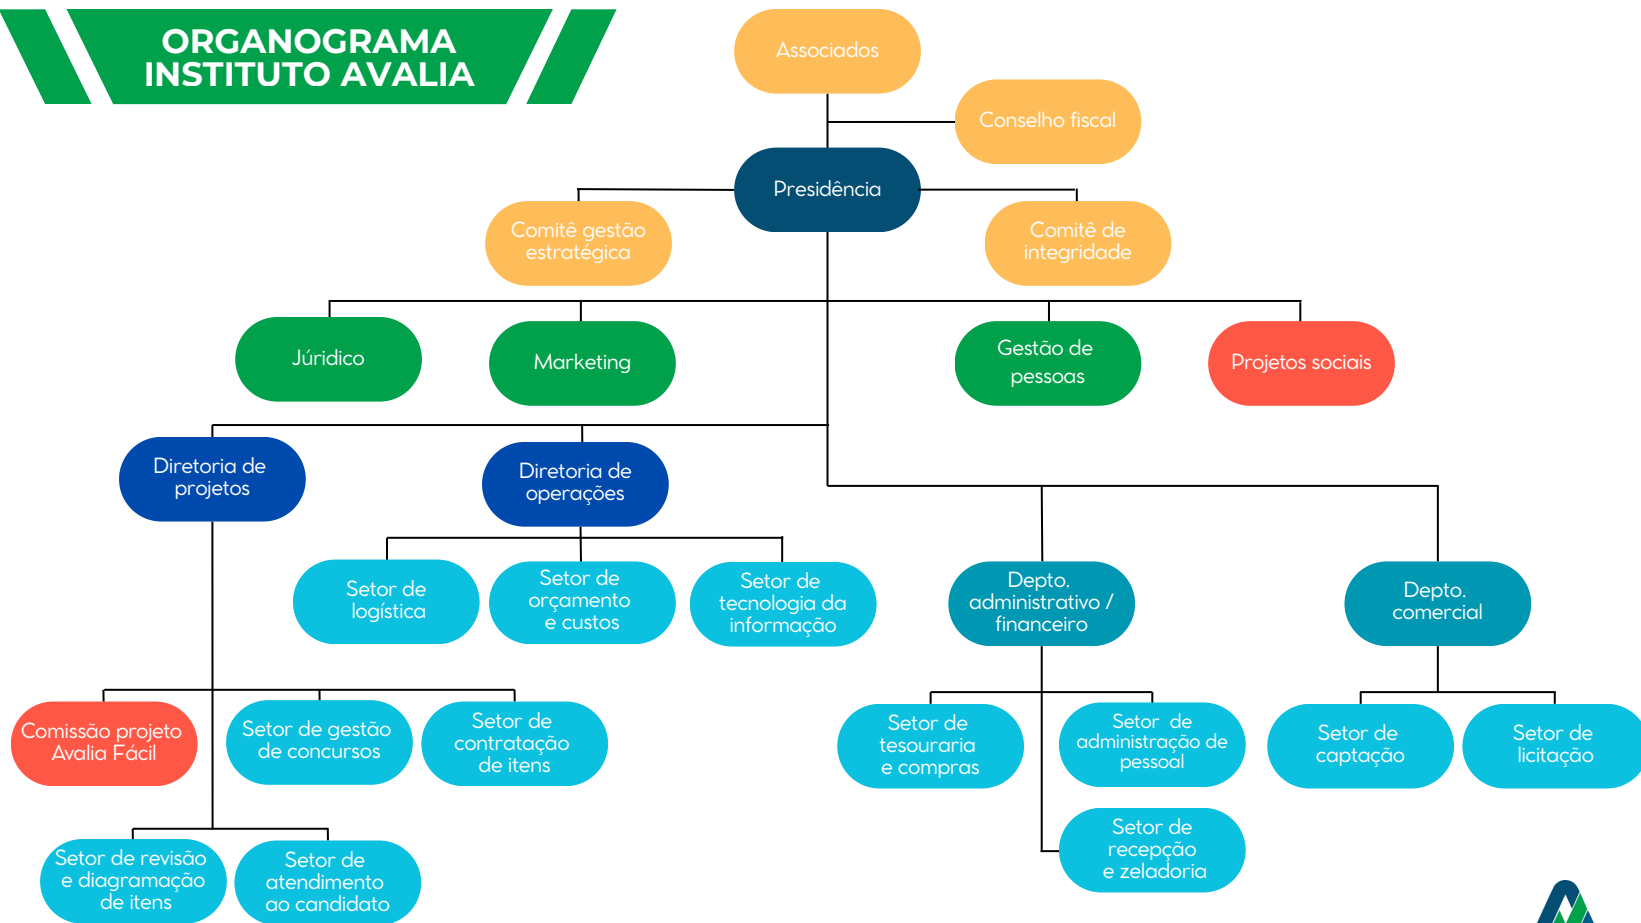 ORGANOGRAMA
INSTITUTO AVALIA
Associados
Conselho fiscal
Presidência
Comitê gestão
estratégica
Comitê de
integridade
Júridico
Marketing
Gestão de
pessoas
Projetos sociais
Diretoria de
projetos
Diretoria de
operações
Setor de
logística
Setor de
orçamento
e custos
Setor de
tecnologia da
informação
Depto.
administrativo /
financeiro
Depto.
comercial
Comissão projeto
Avalia Fácil
Setor de gestão
de concursos
Setor de
contratação
de itens
Setor de
tesouraria
e compras
Setor de
administração de
pessoal
Setor de
captação
Setor de
licitação
Setor de
recepção
e zeladoria
Setor de revisão
e diagramação
de itens
Setor de
atendimento
ao candidato